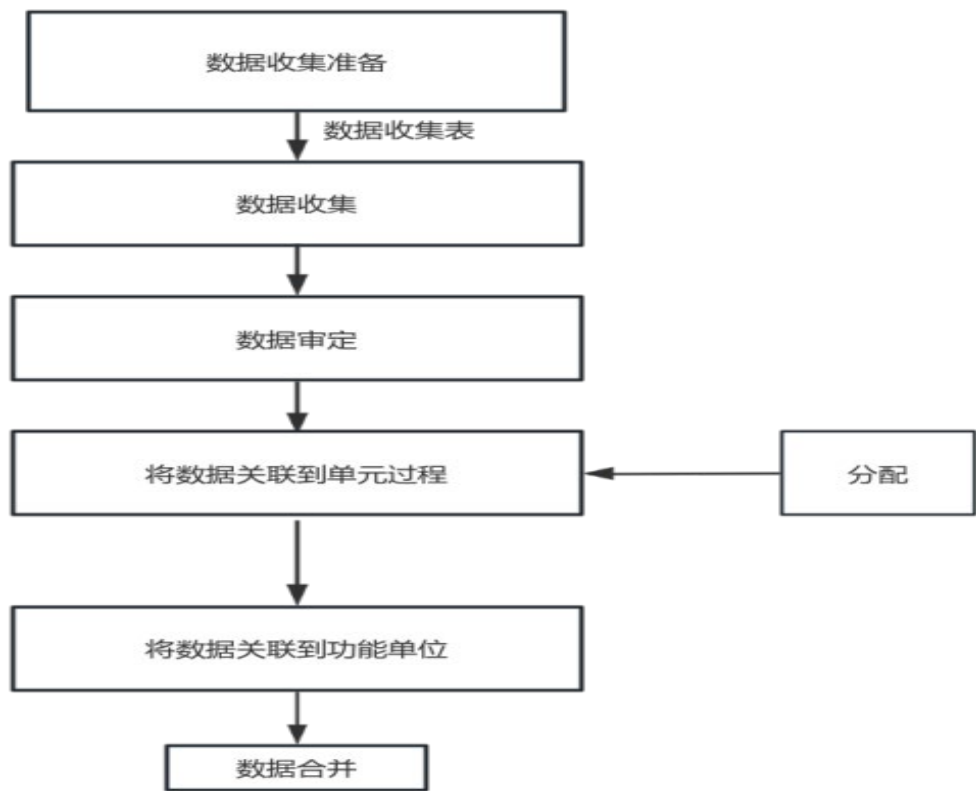 数据收集准备
数据收集表
数据收集
数据审定
将数据关联到单元过程
分配
将数据关联到功能单位
数据合并